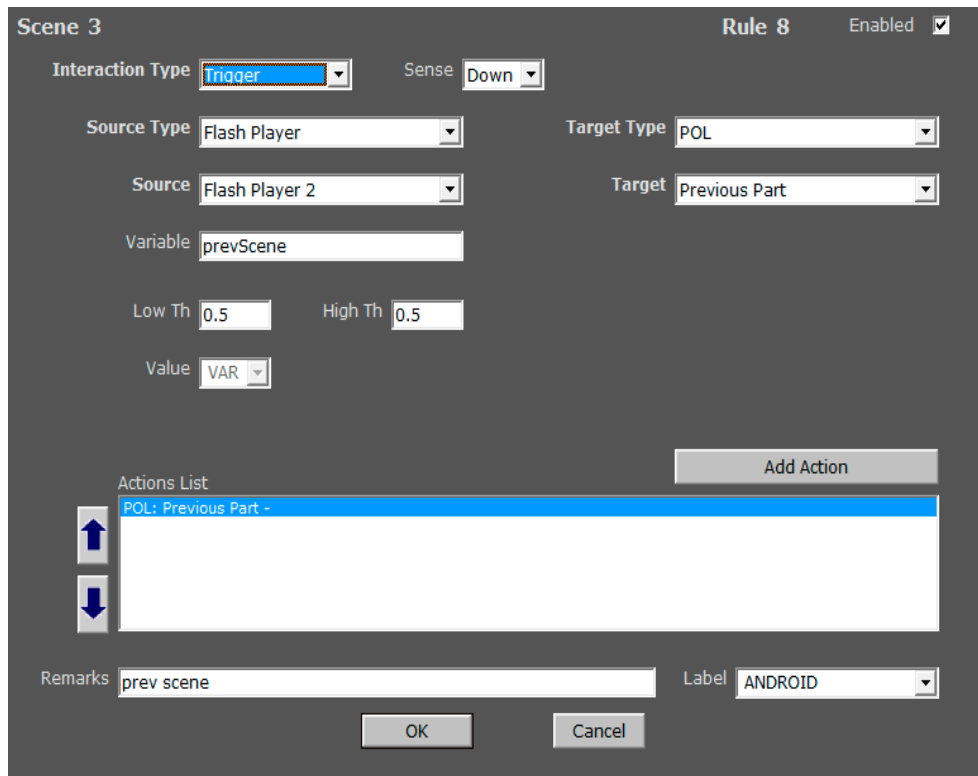 Scene 3 Rule 8 Enabled
Interaction Type Trigger Sense Down
Source Type Flash Player Target Type POL
Source Flash Player 2 Target Previous Part
Variable prevScene
Low Th 0.5 High Th 0.5
Value VAR
Add Action
Actions List
POL: Previous Part -
Remarks prev scene Label ANDROID
OK Cancel